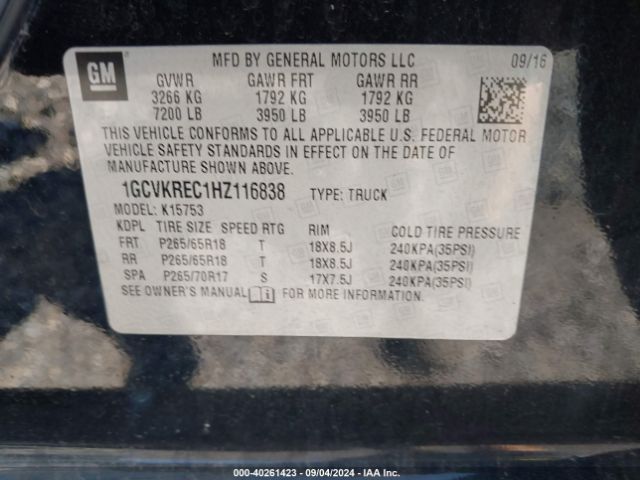 GM
MFD BY GENERAL MOTORS LLC 09/16
GVWR GAWR FRT GAWR RR
3266 KG 1792 KG 1792 KG
7200 LB 3950 LB 3950 LB
THIS VEHICLE CONFORMS TO ALL APPLICABLE U.S. FEDERAL MOTOR
VEHICLE SAFETY STANDARDS IN EFFECT ON THE DATE OF
MANUFACTURE SHOWN ABOVE.
1GCVKREC1HZ116838 TYPE: TRUCK
MODEL: K15753
KDPL TIRE SIZE SPEED RTG RIM COLD TIRE PRESSURE
FRT P265/65R18 T 18X8.5J 240KPA(35PSI)
RR P265/65R18 T 18X8.5J 240KPA(35PSI)
SPA P265/70R17 S 17X7.5J 240KPA(35PSI)
SEE OWNER'S MANUAL FOR MORE INFORMATION.
000-40261423 - 09/04/2024 - IAA Inc.